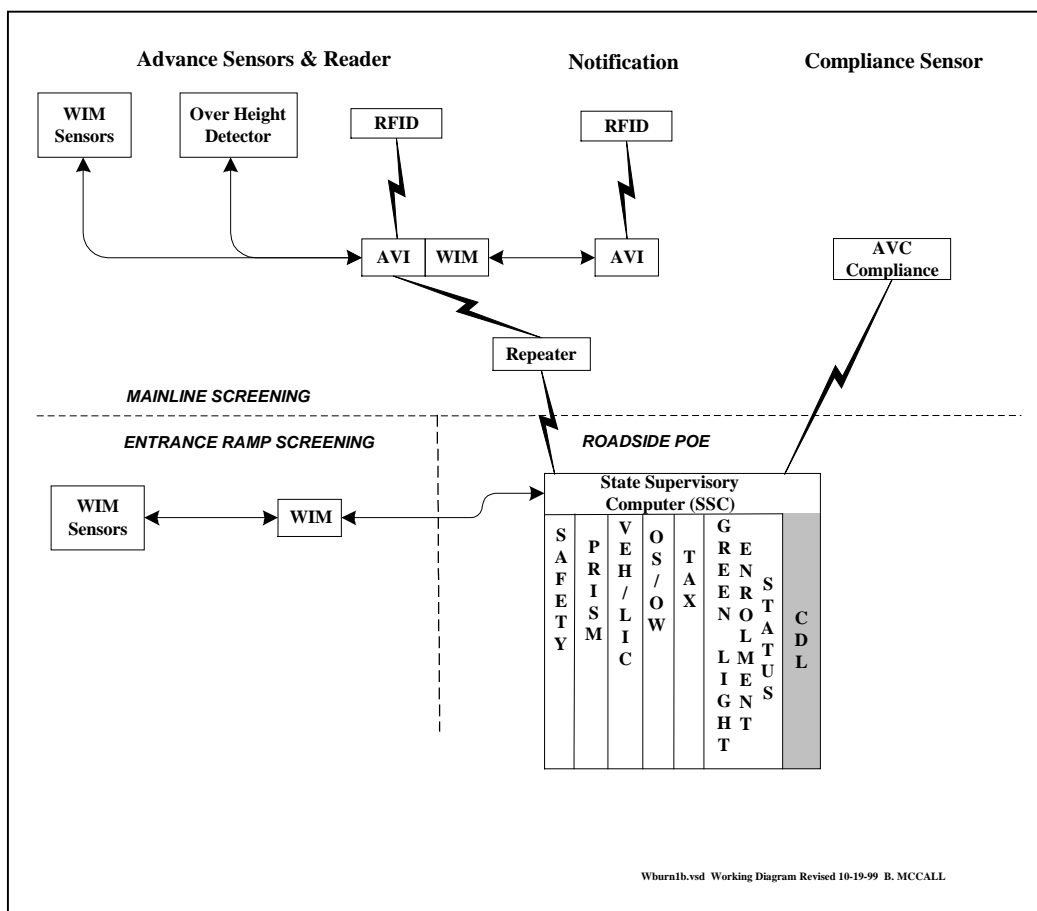 Advance Sensors & Reader
Notification
Compliance Sensor
WIM
Sensors
Over Height
Detector
RFID
RFID
AVI
WIM
AVI
AVC
Compliance
Repeater
MAINLINE SCREENING
ENTRANCE RAMP SCREENING
ROADSIDE POE
WIM
Sensors
WIM
State Supervisory
Computer (SSC)
SAFETY
PRISM
VEH/LIC
OS/OW
TAX
GREEN LIGHT
ENROLMENT
STATUS
CDL
Wburn1b.vsd Working Diagram Revised 10-19-99 B. MCCALL